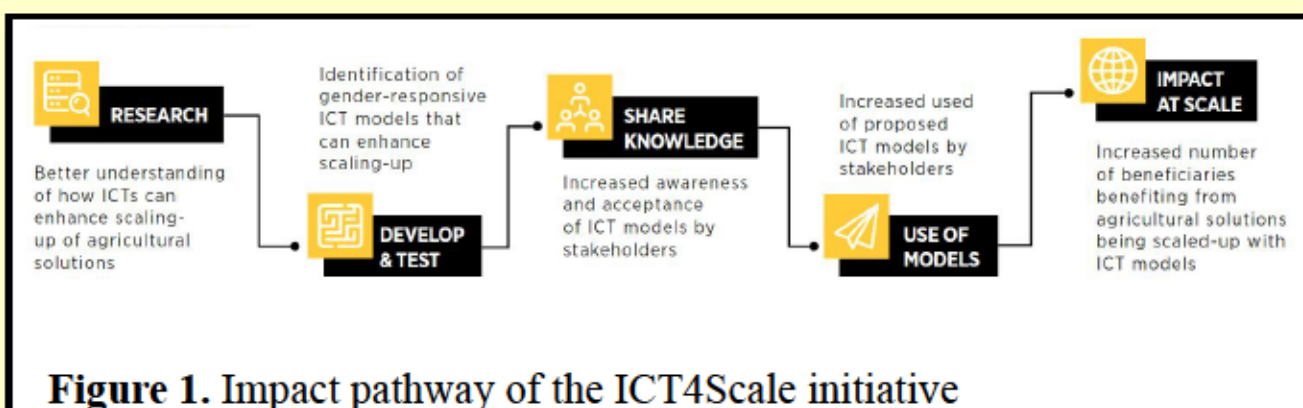 RESEARCH
Better understanding
of how ICTs can
enhance scaling-
up of agricultural
solutions
Identification of
gender-responsive
ICT models that
can enhance
scaling-up
DEVELOP
& TEST
SHARE
KNOWLEDGE
Increased awareness
and acceptance
of ICT models by
stakeholders
Increased used
of proposed
ICT models by
stakeholders
USE OF
MODELS
IMPACT
AT SCALE
Increased number
of beneficiaries
benefiting from
agricultural solutions
being scaled-up with
ICT models
Figure 1. Impact pathway of the ICT4Scale initiative